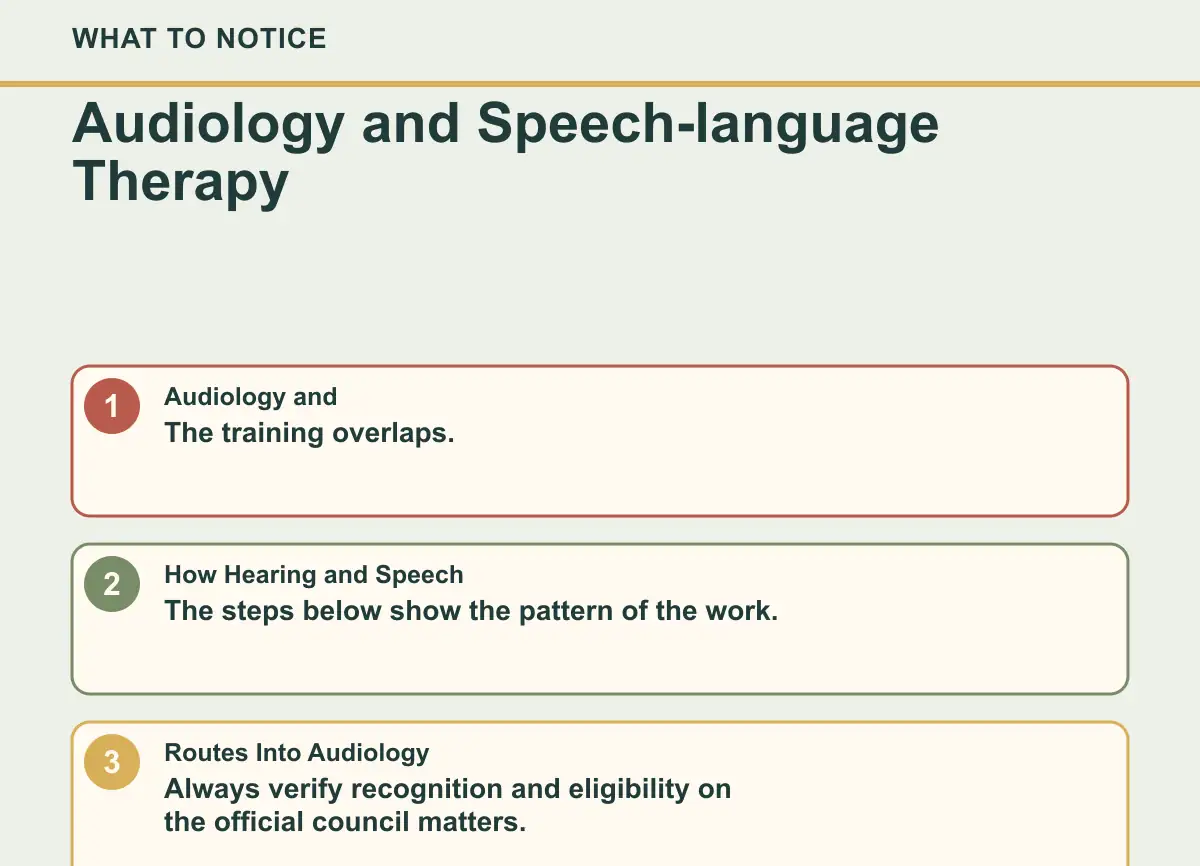 WHAT TO NOTICE
Audiology and Speech-language
Therapy
1
Audiology and
The training overlaps.
2
How Hearing and Speech
The steps below show the pattern of the work.
3
Routes Into Audiology
Always verify recognition and eligibility on
the official council matters.